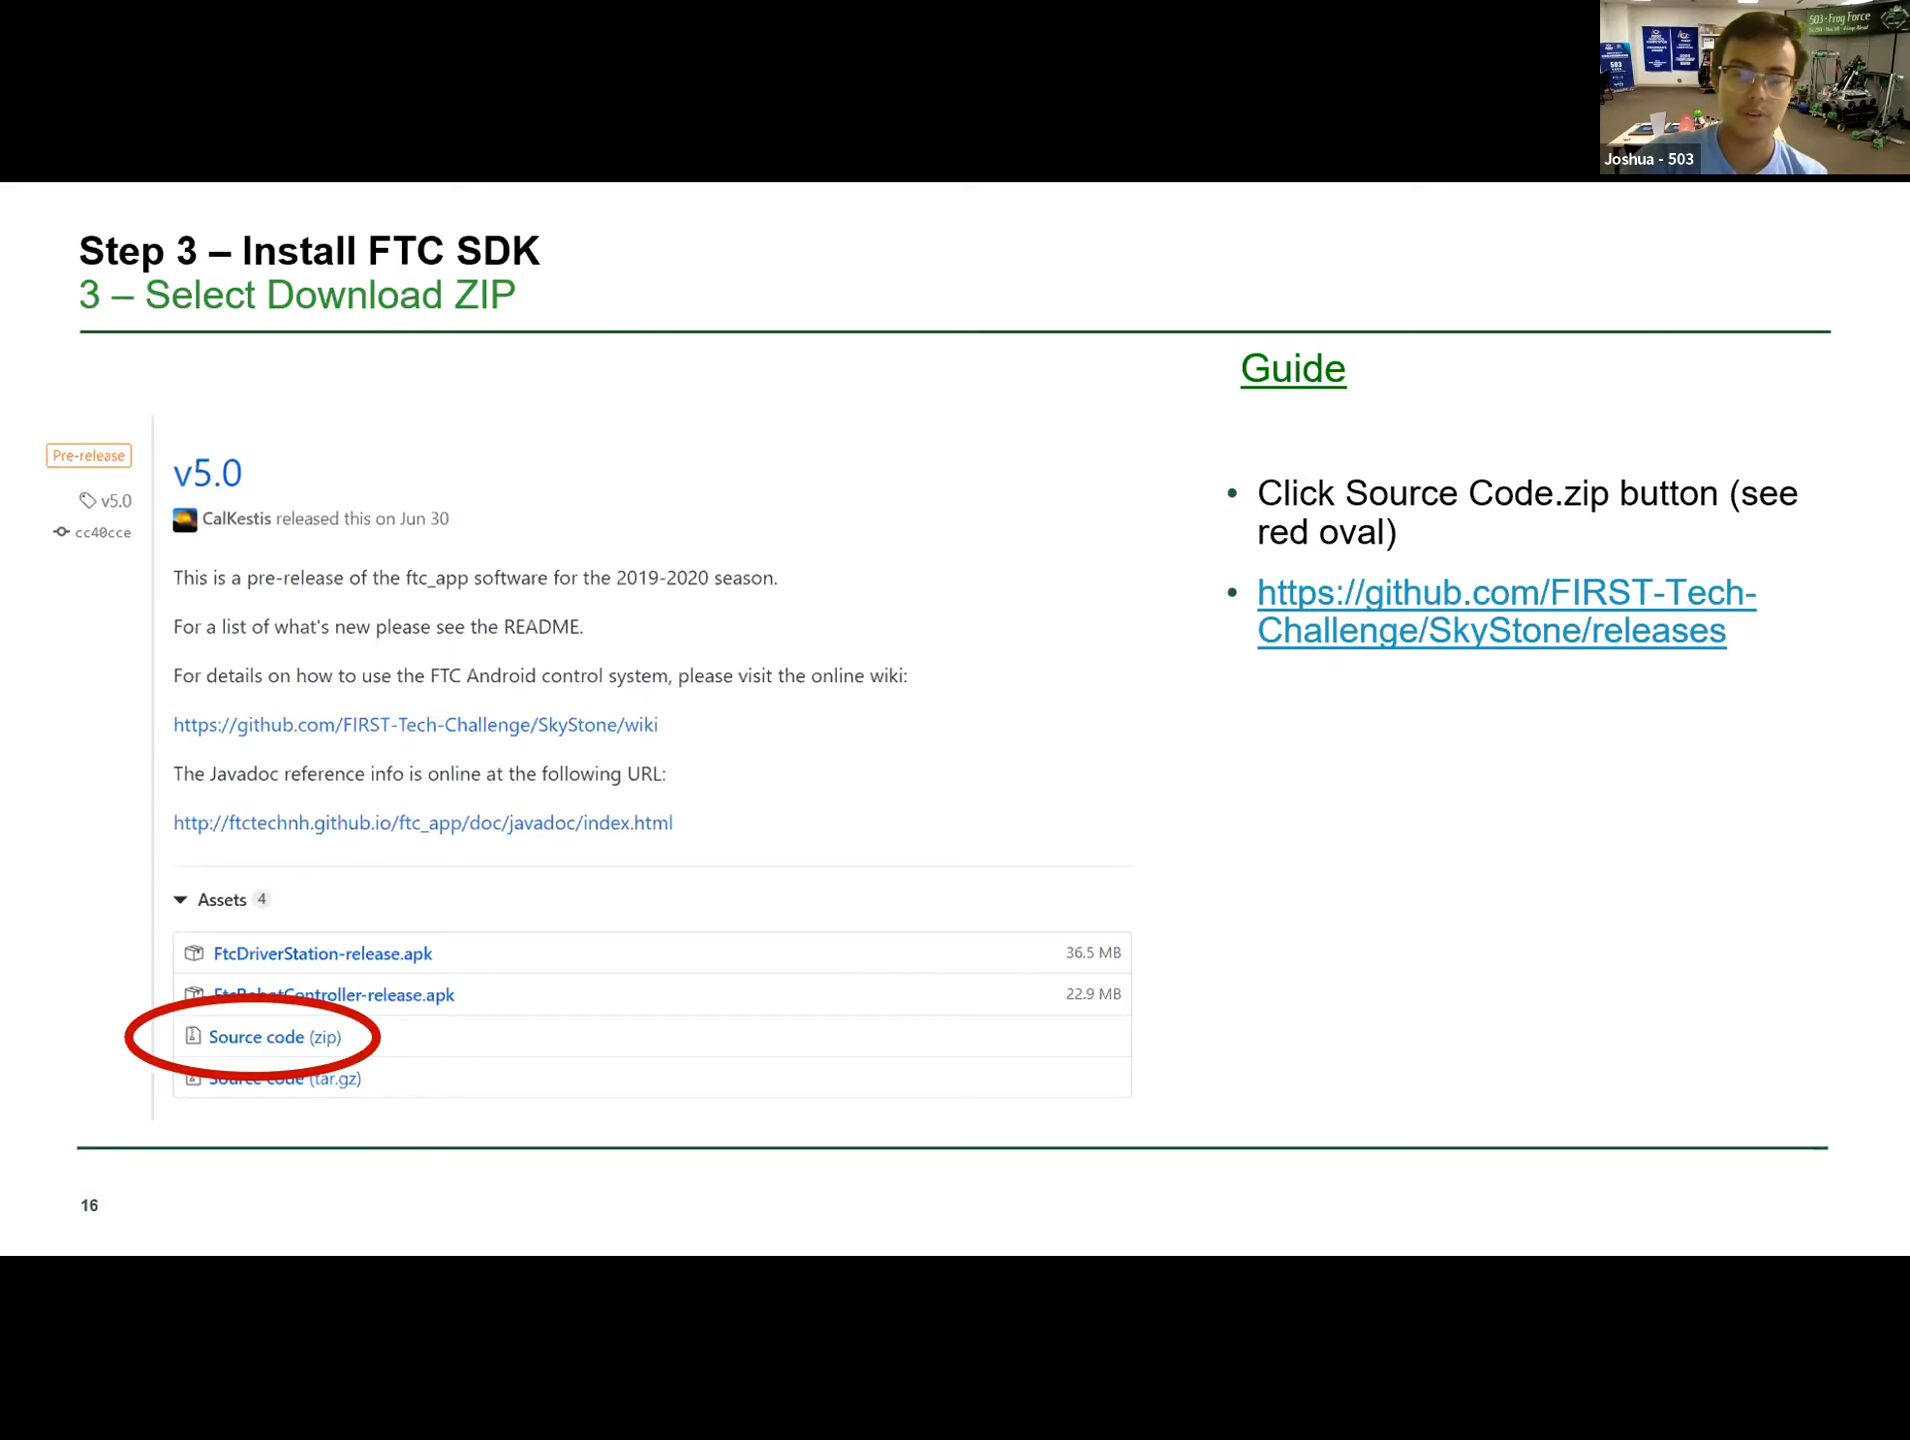 503 - Frog Force
503
Joshua - 503
Step 3 – Install FTC SDK
3 – Select Download ZIP
Guide
Pre-release
v5.0
cc40cce
v5.0
CalKestis released this on Jun 30
This is a pre-release of the ftc_app software for the 2019-2020 season.
For a list of what's new please see the README.
For details on how to use the FTC Android control system, please visit the online wiki:
https://github.com/FIRST-Tech-Challenge/SkyStone/wiki
The Javadoc reference info is online at the following URL:
http://ftctechnh.github.io/ftc_app/doc/javadoc/index.html
Assets 4
FtcDriverStation-release.apk 36.5 MB
FtcRobotController-release.apk 22.9 MB
Source code (zip)
Source code (tar.gz)
• Click Source Code.zip button (see
red oval)
• https://github.com/FIRST-Tech-
Challenge/SkyStone/releases
16